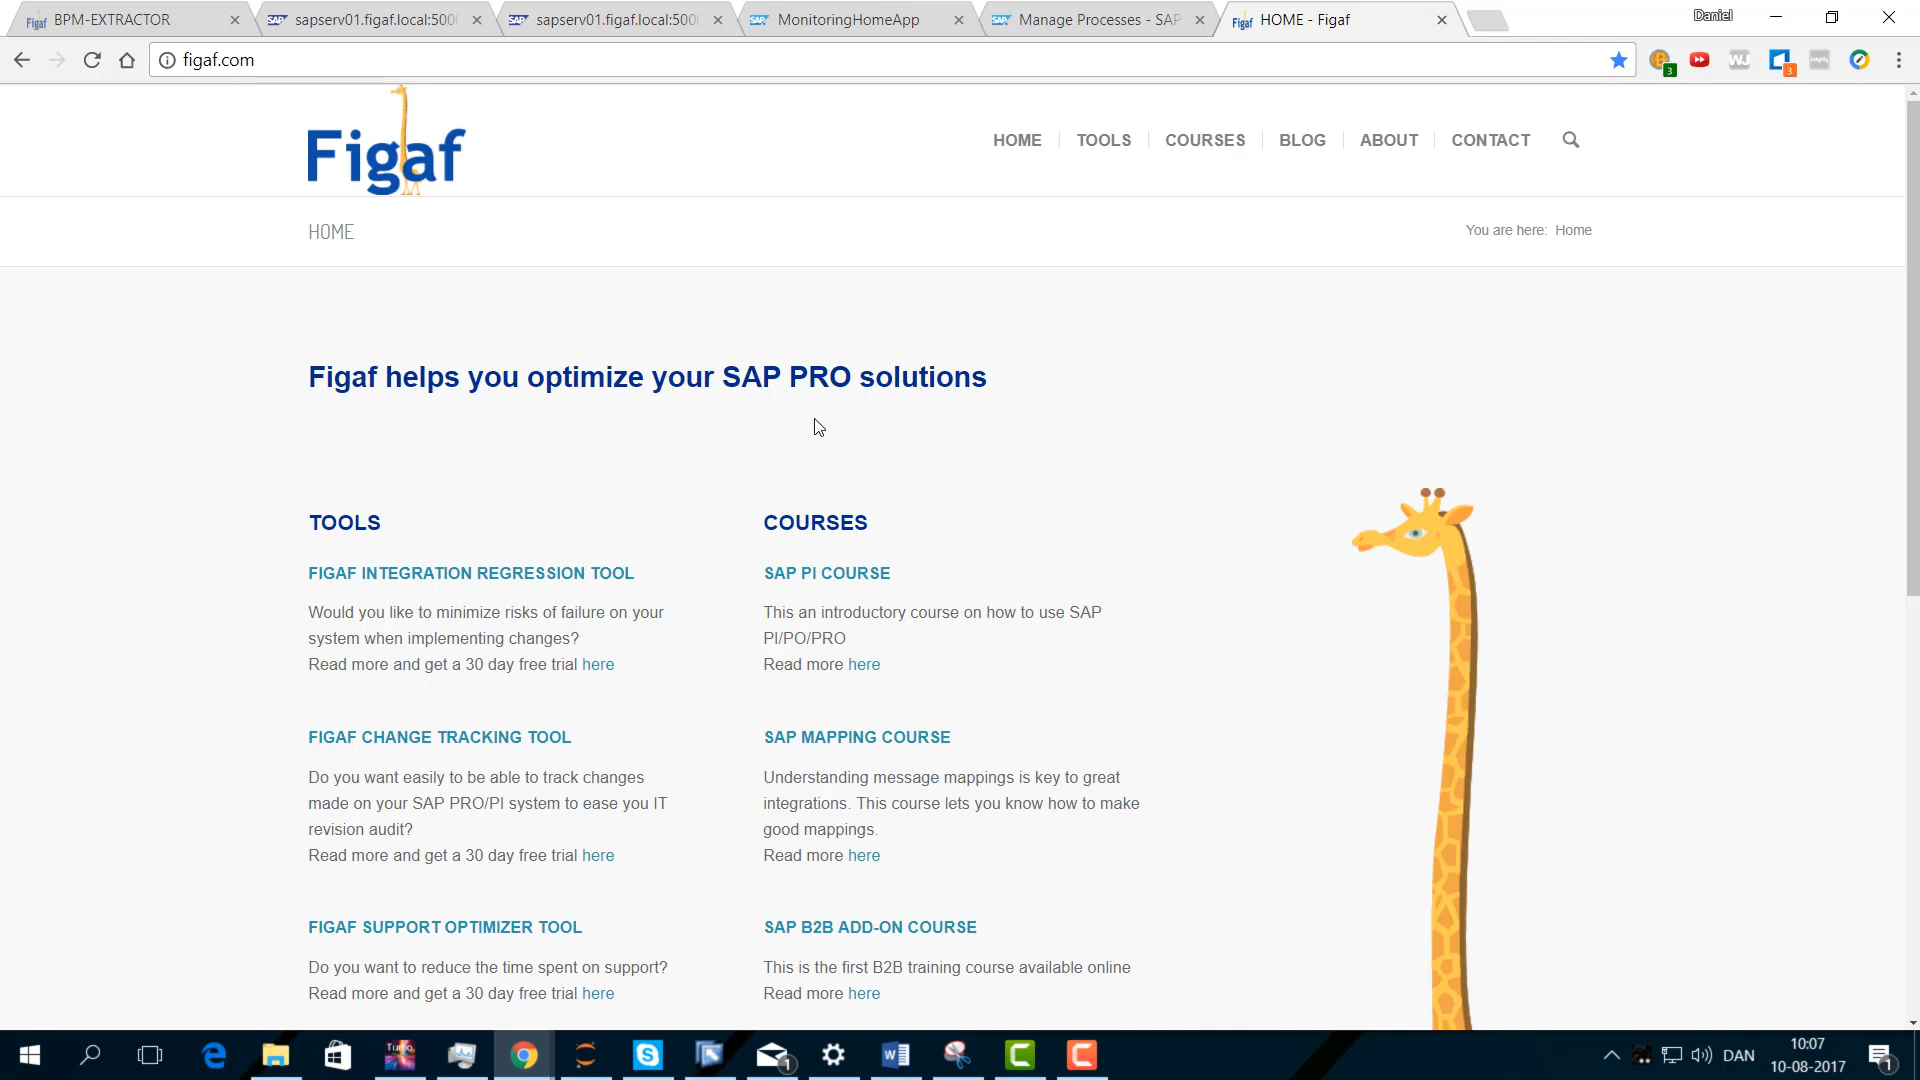 BPM-EXTRACTOR
sapserv01.figaf.local:500
sapserv01.figaf.local:500
MonitoringHomeApp
Manage Processes - SAP
HOME - Figaf
Daniel
figaf.com
Figaf
HOME
TOOLS
COURSES
BLOG
ABOUT
CONTACT
HOME
You are here: Home
Figaf helps you optimize your SAP PRO solutions
TOOLS
FIGAF INTEGRATION REGRESSION TOOL
Would you like to minimize risks of failure on your
system when implementing changes?
Read more and get a 30 day free trial here
FIGAF CHANGE TRACKING TOOL
Do you want easily to be able to track changes
made on your SAP PRO/PI system to ease you IT
revision audit?
Read more and get a 30 day free trial here
FIGAF SUPPORT OPTIMIZER TOOL
Do you want to reduce the time spent on support?
Read more and get a 30 day free trial here
COURSES
SAP PI COURSE
This an introductory course on how to use SAP
PI/PO/PRO
Read more here
SAP MAPPING COURSE
Understanding message mappings is key to great
integrations. This course lets you know how to make
good mappings.
Read more here
SAP B2B ADD-ON COURSE
This is the first B2B training course available online
Read more here
DAN
10:07
10-08-2017